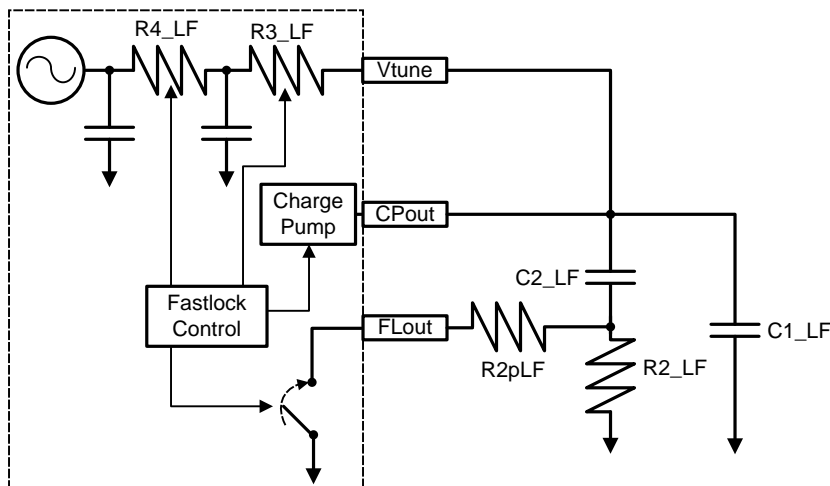 R4_LF
R3_LF
Vtune
Charge
Pump
CPout
C2_LF
Fastlock
Control
FLout
R2pLF
R2_LF
C1_LF